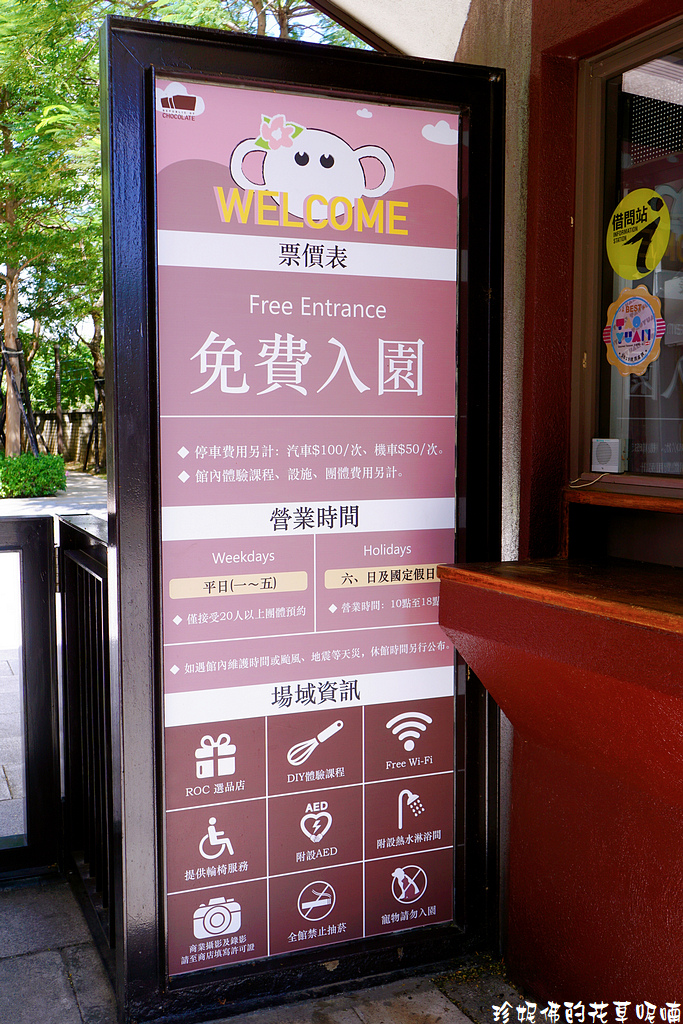 REPUBLIC OF
CHOCOLATE
WELCOME
票價表
Free Entrance
免費入園
◆ 停車費用另計：汽車$100/次、機車$50/次。
◆ 館內體驗課程、設施、團體費用另計。
營業時間
Weekdays
平日(一～五)
◆ 僅接受20人以上團體預約
Holidays
六、日及國定假日
◆ 營業時間：10點至18點
◆ 如遇館內維護時間或颱風、地震等天災，休館時間另行公布。
場域資訊
ROC 選品店
DIY體驗課程
Free Wi-Fi
提供輪椅服務
AED
附設AED
附設熱水淋浴間
商業攝影及錄影
請至商店填寫許可證
全館禁止抽菸
寵物請勿入園
借問站
INFORMATION
STATION
i
BEST
YUAN
珍妮佛的花草呢喃